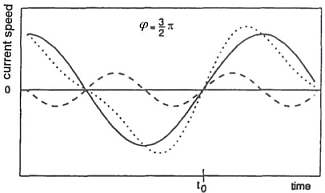 current speed
φ = 3/2 π
0
t₀
time